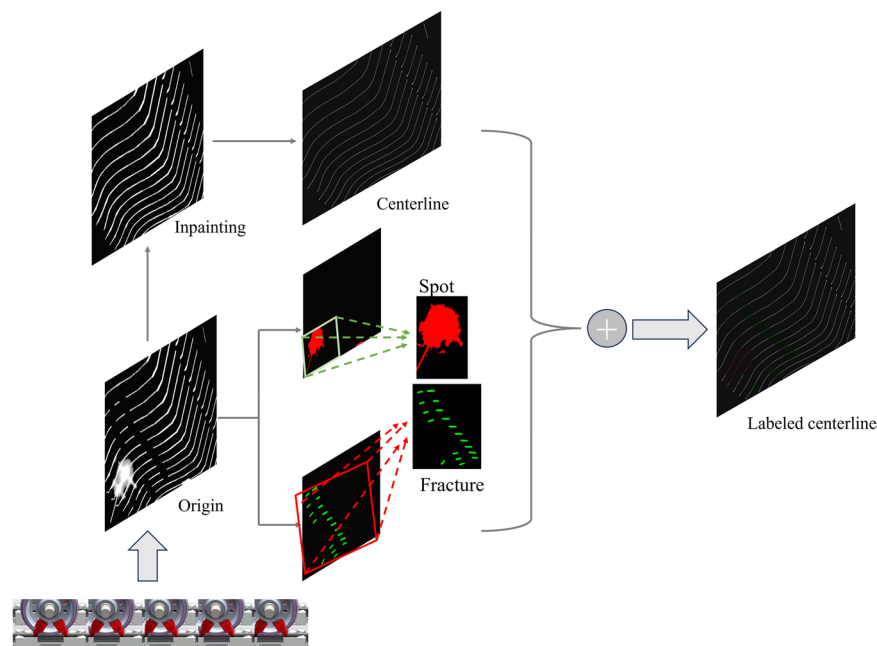 Inpainting
Centerline
Spot
Fracture
Origin
Labeled centerline